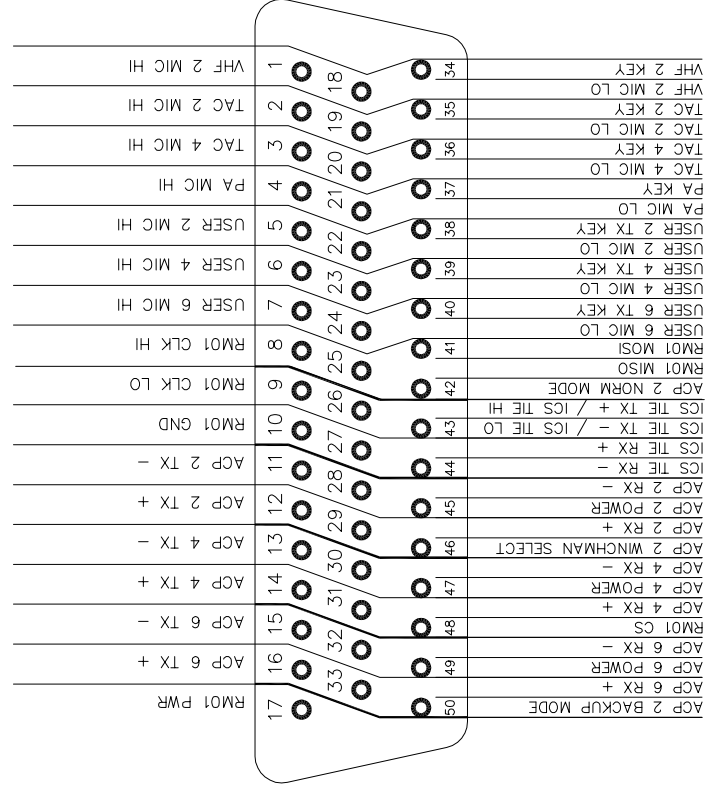 VHF 2 MIC HI
TAC 2 MIC HI
TAC 4 MIC HI
PA MIC HI
USER 2 MIC HI
USER 4 MIC HI
USER 6 MIC HI
RM01 CLK HI
RM01 CLK LO
RM01 GND
ACP 2 TX −
ACP 2 TX +
ACP 4 TX −
ACP 4 TX +
ACP 6 TX −
ACP 6 TX +
RM01 PWR
1
2
3
4
5
6
7
8
9
10
11
12
13
14
15
16
17
18
19
20
21
22
23
24
25
26
27
28
29
30
31
32
33
34
35
36
37
38
39
40
41
42
43
44
45
46
47
48
49
50
VHF 2 KEY
VHF 2 MIC LO
TAC 2 KEY
TAC 2 MIC LO
TAC 4 KEY
TAC 4 MIC LO
PA KEY
PA MIC LO
USER 2 TX KEY
USER 2 MIC LO
USER 4 TX KEY
USER 4 MIC LO
USER 6 TX KEY
USER 6 MIC LO
RM01 MOSI
RM01 MISO
ACP 2 NORM MODE
ICS TIE TX + / ICS TIE HI
ICS TIE TX − / ICS TIE LO
ICS TIE RX +
ICS TIE RX −
ACP 2 RX −
ACP 2 POWER
ACP 2 RX +
ACP 2 WINCHMAN SELECT
ACP 4 RX −
ACP 4 POWER
ACP 4 RX +
RM01 CS
ACP 6 RX −
ACP 6 POWER
ACP 6 RX +
ACP 2 BACKUP MODE